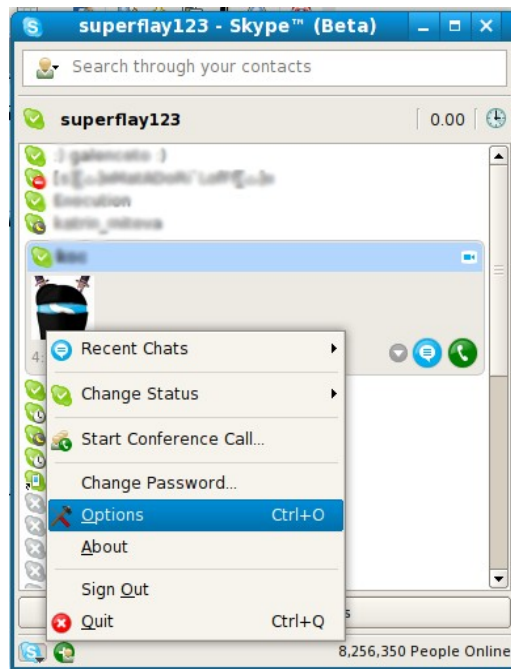 superflay123 - Skype™ (Beta)
Search through your contacts
superflay123
0.00
Recent Chats
Change Status
Start Conference Call...
Change Password...
Options Ctrl+O
About
Sign Out
Quit Ctrl+Q
8,256,350 People Online